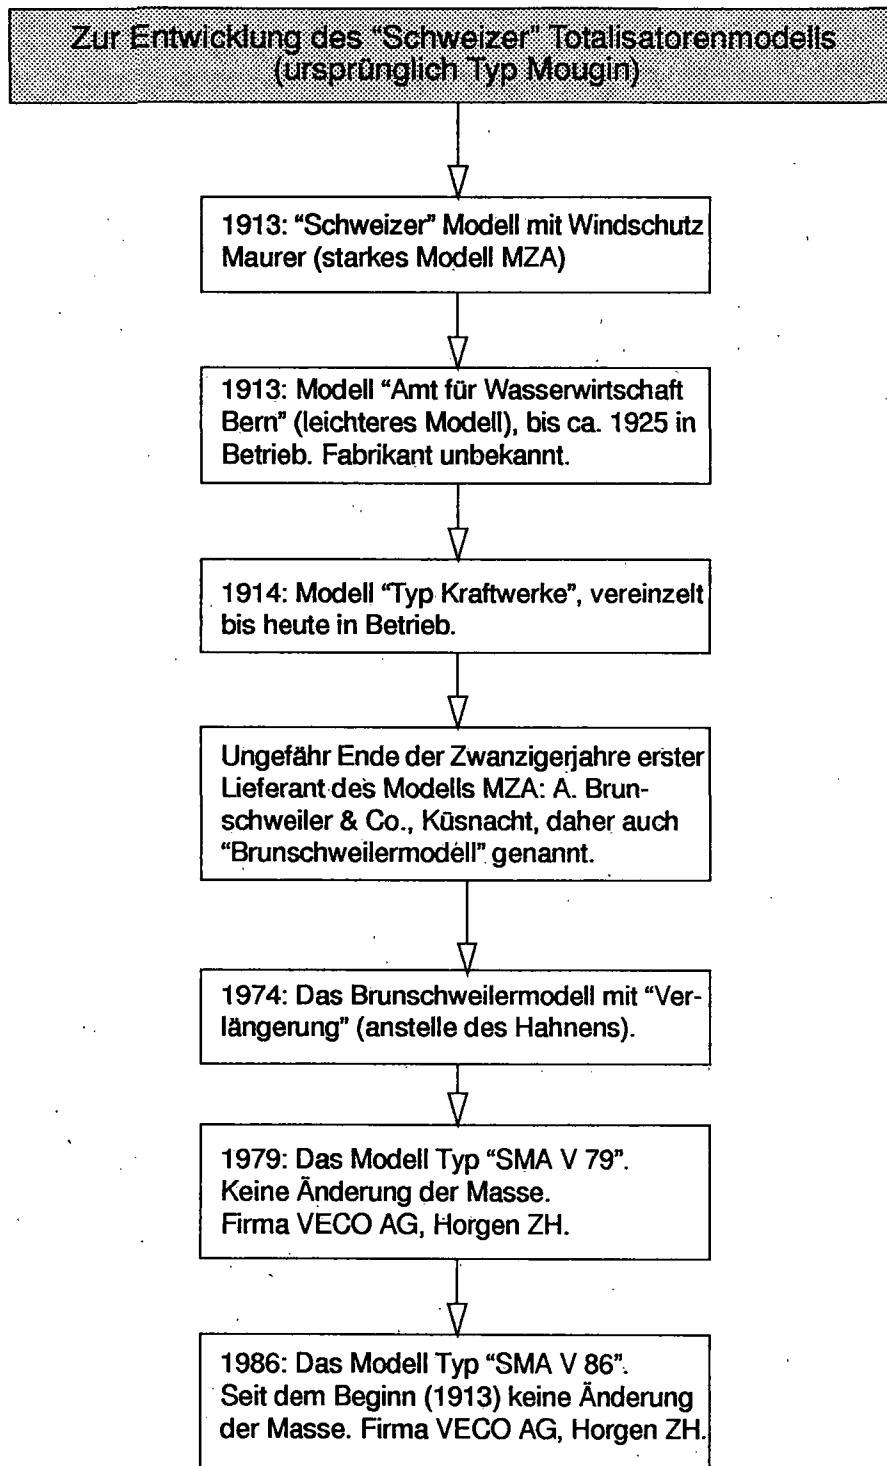 Zur Entwicklung des “Schweizer” Totalisatorenmodells
(ursprünglich Typ Mougin)
1913: “Schweizer” Modell mit Windschutz
Maurer (starkes Modell MZA)
1913: Modell “Amt für Wasserwirtschaft
Bern” (leichteres Modell), bis ca. 1925 in
Betrieb. Fabrikant unbekannt.
1914: Modell “Typ Kraftwerke”, vereinzelt
bis heute in Betrieb.
Ungefähr Ende der Zwanzigerjahre erster
Lieferant des Modells MZA: A. Brun-
schweiler & Co., Küsnacht, daher auch
“Brunschweilermodell” genannt.
1974: Das Brunschweilermodell mit “Ver-
längerung” (anstelle des Hahnens).
1979: Das Modell Typ “SMA V 79”.
Keine Änderung der Masse.
Firma VECO AG, Horgen ZH.
1986: Das Modell Typ “SMA V 86”.
Seit dem Beginn (1913) keine Änderung
der Masse. Firma VECO AG, Horgen ZH.